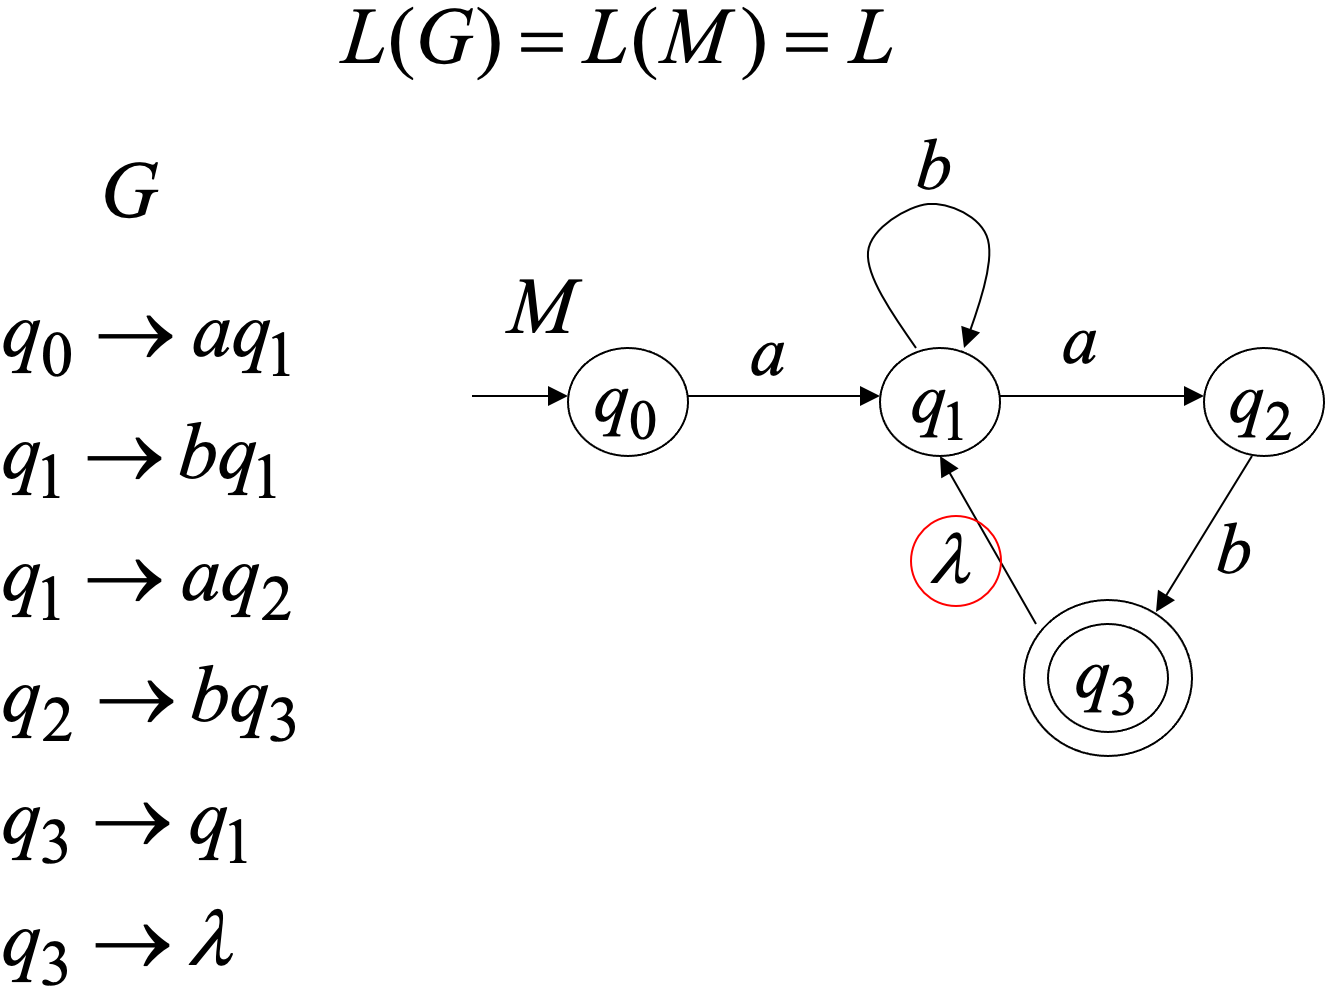 L(G) = L(M) = L
G
q₀ → aq₁
q₁ → bq₁
q₁ → aq₂
q₂ → bq₃
q₃ → q₁
q₃ → λ
M
b
a
a
q₀
q₁
q₂
λ
b
q₃